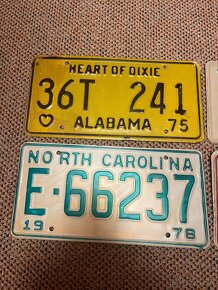 HEART OF DIXIE
36T 241
ALABAMA 75
NORTH CAROLINA
E-66237
19 78